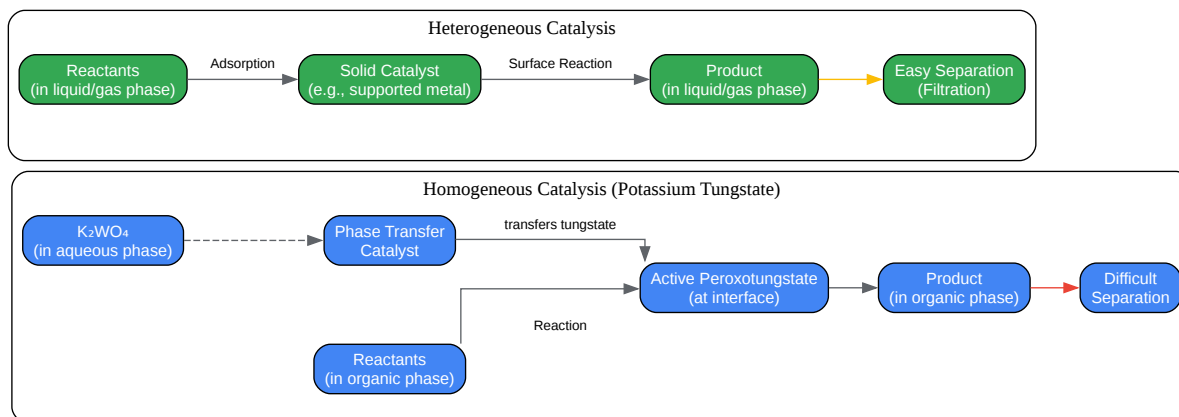 Heterogeneous Catalysis
Reactants
(in liquid/gas phase)
Adsorption
Solid Catalyst
(e.g., supported metal)
Surface Reaction
Product
(in liquid/gas phase)
Easy Separation
(Filtration)
Homogeneous Catalysis (Potassium Tungstate)
K₂WO₄
(in aqueous phase)
Phase Transfer
Catalyst
transfers tungstate
Reactants
(in organic phase)
Reaction
Active Peroxotungstate
(at interface)
Product
(in organic phase)
Difficult
Separation